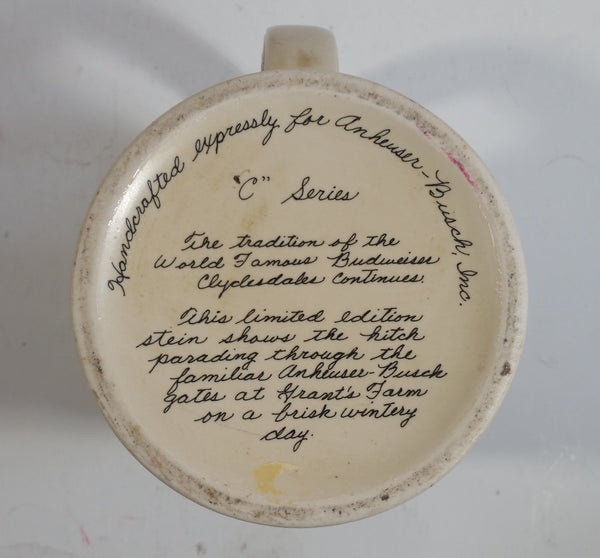 Handcrafted expressly for Anheuser-Busch, Inc.
"C" Series
The tradition of the
World Famous Budweiser
Clydesdales Continues.
This limited edition
stein shows the hitch
parading through the
familiar Anheuser-Busch
gates at Grant's Farm
on a brisk wintery
day.